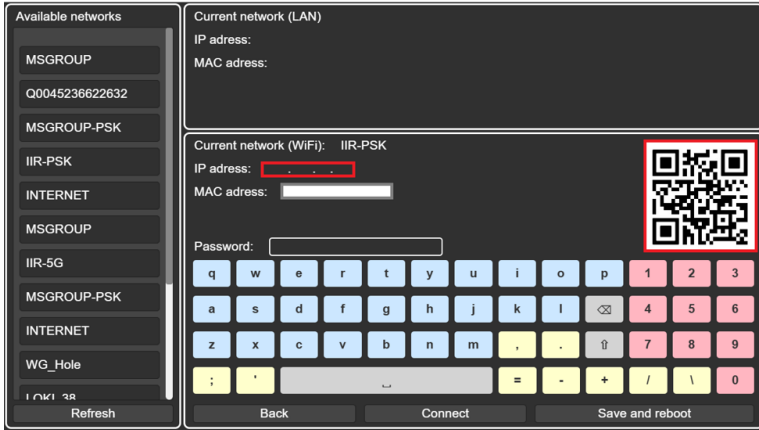 Available networks
MSGROUP
Q0045236622632
MSGROUP-PSK
IIR-PSK
INTERNET
MSGROUP
IIR-5G
MSGROUP-PSK
INTERNET
WG_Hole
LOKI_38
Refresh
Current network (LAN)
IP adress:
MAC adress:
Current network (WiFi): IIR-PSK
IP adress: . . .
MAC adress:
Password:
q w e r t y u i o p 1 2 3
a s d f g h j k l ⌫ 4 5 6
z x c v b n m , . ⇧ 7 8 9
; ' ⎵ = - + / \ 0
Back Connect Save and reboot